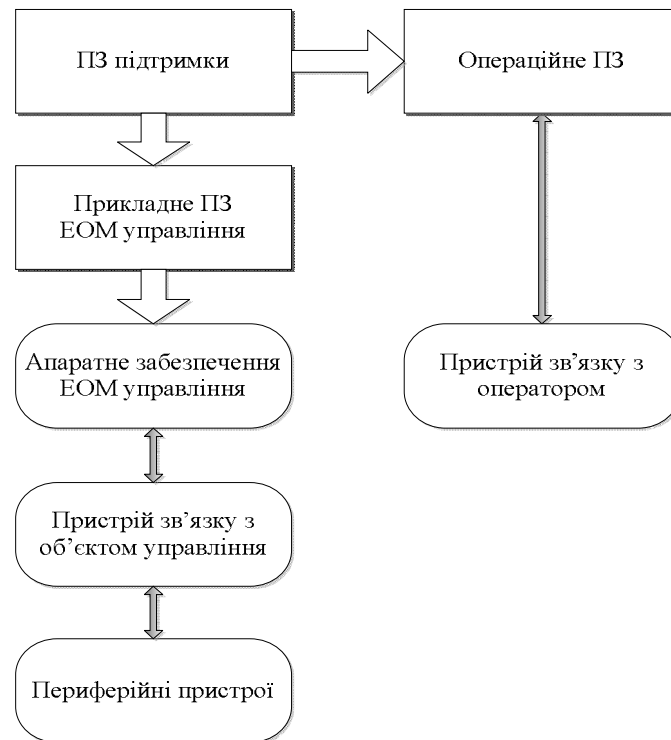 ПЗ підтримки
Операційне ПЗ
Прикладне ПЗ
ЕОМ управління
Апаратне забезпечення
ЕОМ управління
Пристрій зв’язку з
оператором
Пристрій зв’язку з
об’єктом управління
Периферійні пристрої